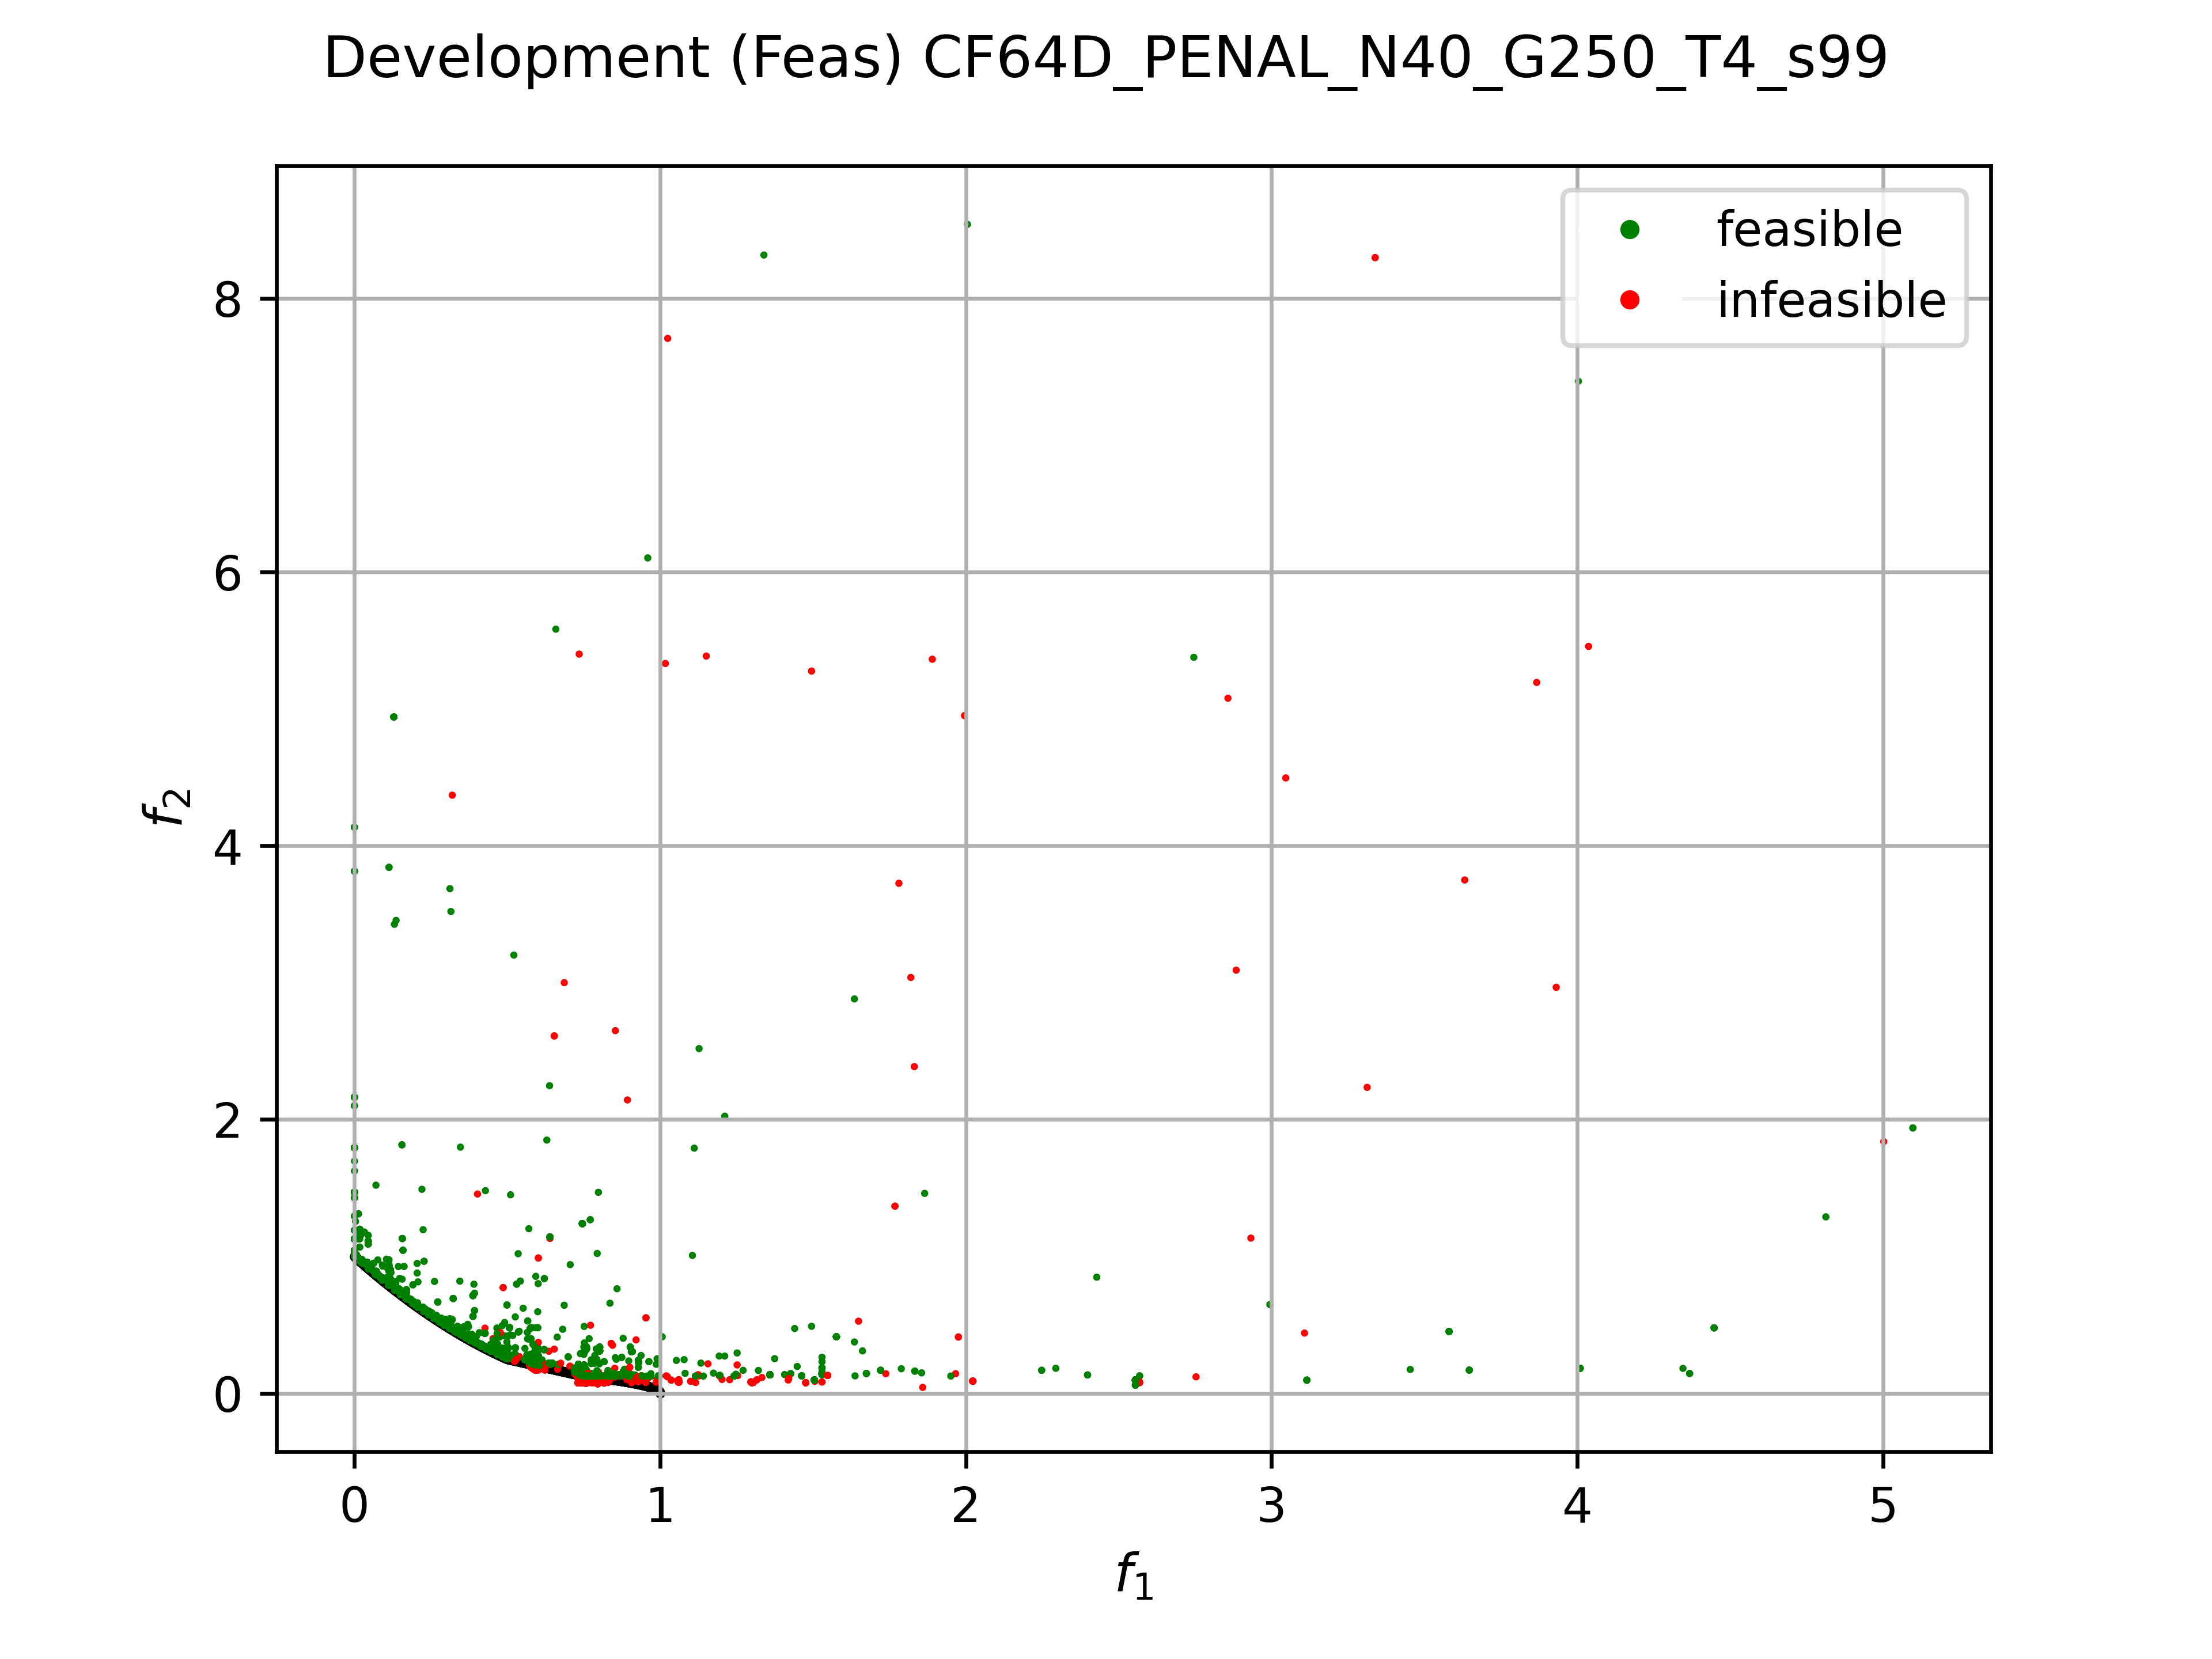 Development (Feas) CF64D_PENAL_N40_G250_T4_s99
feasible
infeasible
8
6
4
2
0
f2
0 1 2 3 4 5
f1